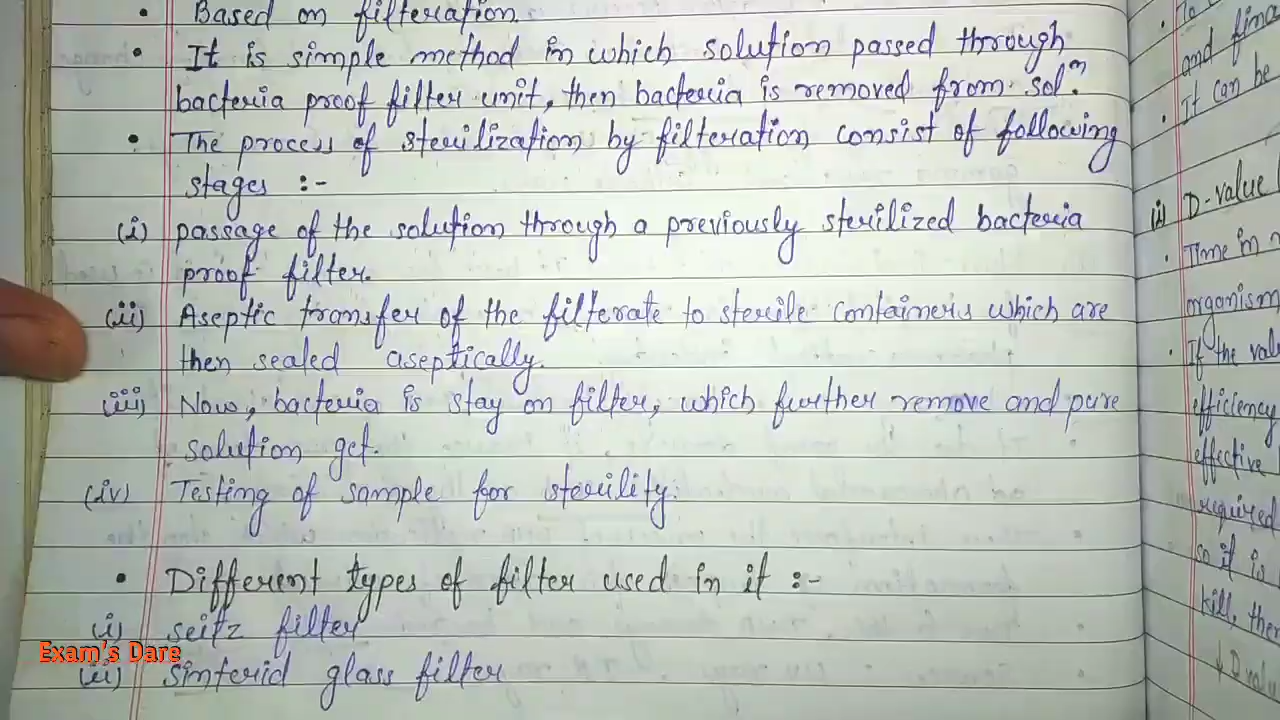 • Based on filteration.
• It is simple method in which solution passed through
bacteria proof filter unit, then bacteria is removed from solⁿ.
• The process of sterilization by filteration consist of following
stages :-
(i) passage of the solution through a previously sterilized bacteria
proof filter.
(ii) Aseptic transfer of the filterate to sterile containers which are
then sealed aseptically.
(iii) Now, bacteria is stay on filter, which further remove and pure
solution get.
(iv) Testing of sample for sterility.
• Different types of filter used in it :-
(i) seitz filter
(ii) sinterid glass filter
Exam's Dare
• To
and fina
• It can be
(ii) D-value
• Time in
organism
• If the valu
efficiency
effective
required
so it is
kill, ther
↓ D valu